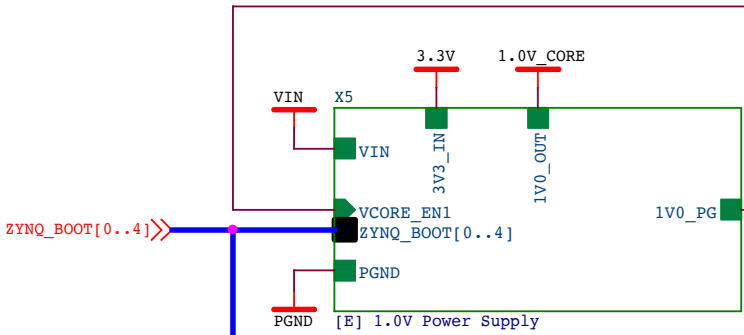 3.3V
1.0V_CORE
VIN
X5
VIN
3V3_IN
1V0_OUT
VCORE_EN1
1V0_PG
ZYNQ_BOOT[0..4]
ZYNQ_BOOT[0..4]
PGND
PGND
[E] 1.0V Power Supply